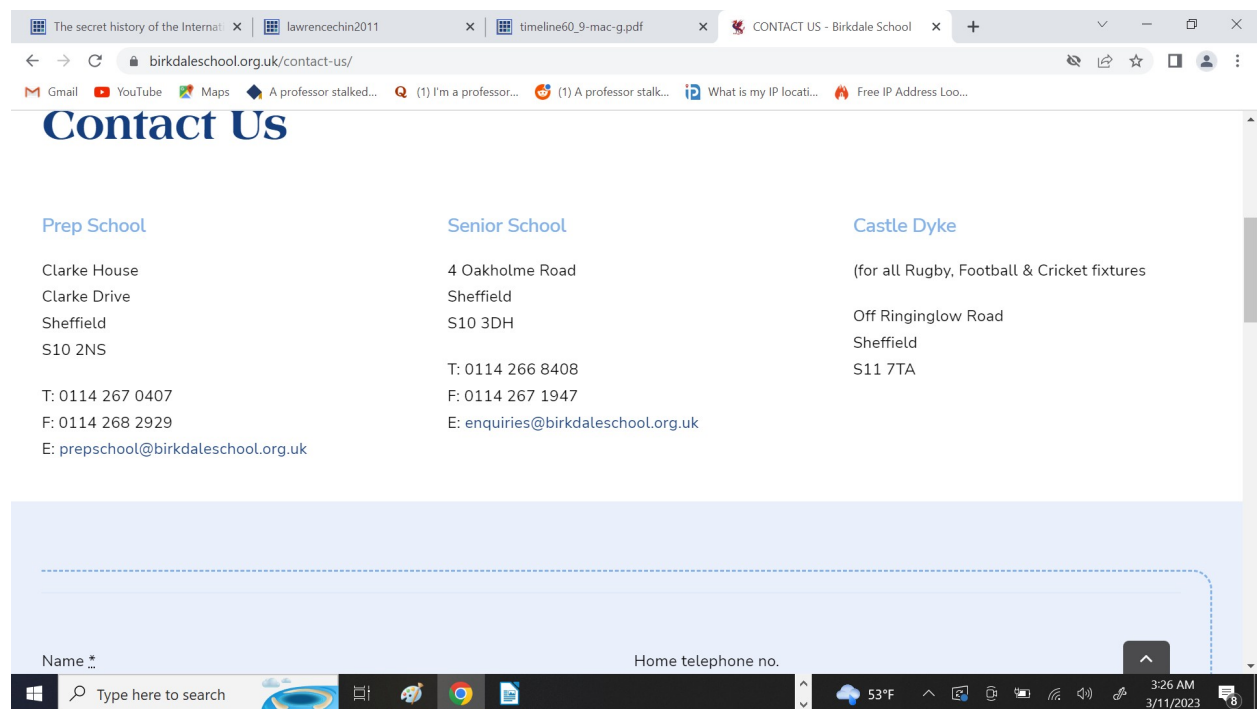 The secret history of the Internat
lawrencechin2011
timeline60_9-mac-g.pdf
CONTACT US - Birkdale School
birkdaleschool.org.uk/contact-us/
Gmail
YouTube
Maps
A professor stalked...
(1) I'm a professor...
(1) A professor stalk...
What is my IP locati...
Free IP Address Loo...
Contact Us
Prep School
Clarke House
Clarke Drive
Sheffield
S10 2NS
T: 0114 267 0407
F: 0114 268 2929
E: prepschool@birkdaleschool.org.uk
Senior School
4 Oakholme Road
Sheffield
S10 3DH
T: 0114 266 8408
F: 0114 267 1947
E: enquiries@birkdaleschool.org.uk
Castle Dyke
(for all Rugby, Football & Cricket fixtures
Off Ringinglow Road
Sheffield
S11 7TA
Name *
Home telephone no.
Type here to search
53°F
3:26 AM
3/11/2023
8